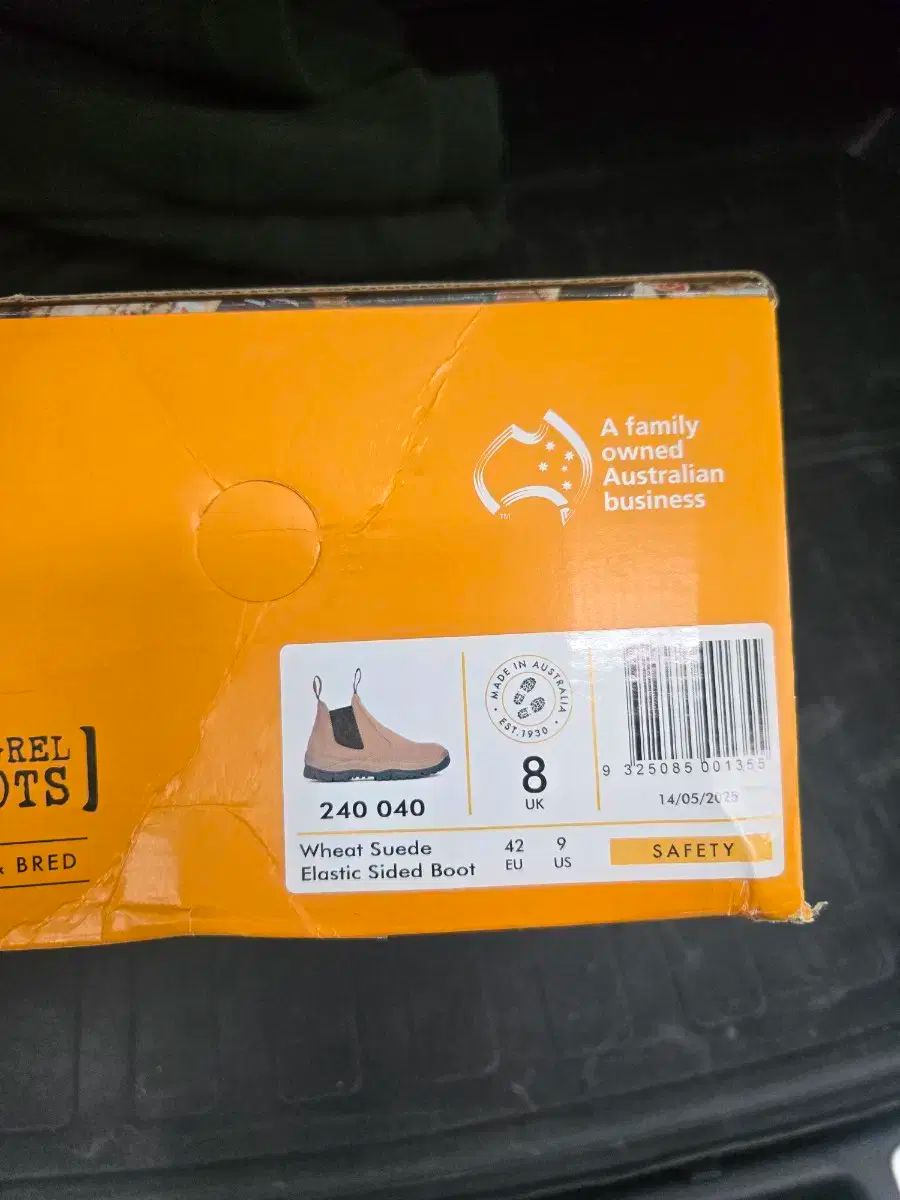 A family
owned
Australian
business
TM
REL
OTS]
& BRED
240 040
MADE IN AUSTRALIA
EST. 1930
8
UK
9 325085 001355
14/05/2025
Wheat Suede
Elastic Sided Boot
42
EU
9
US
SAFETY